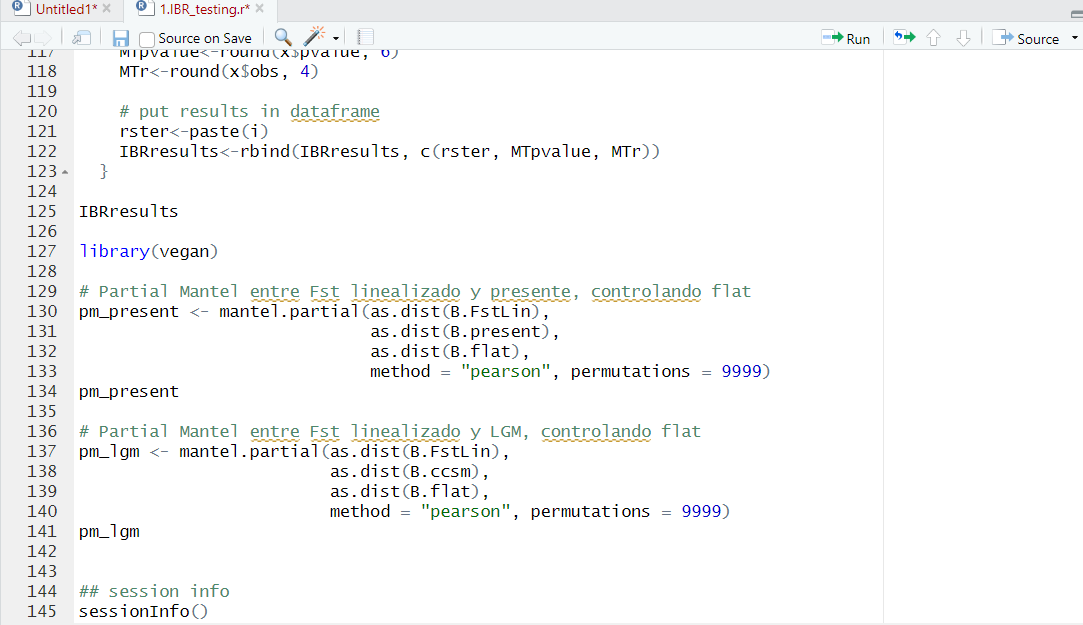 Untitled1* 1.IBR_testing.r*
Source on Save Run Source
117 MTpvalue<-round(x$pvalue, 6)
118 MTr<-round(x$obs, 4)
119
120 # put results in dataframe
121 rster<-paste(i)
122 IBRresults<-rbind(IBRresults, c(rster, MTpvalue, MTr))
123 }
124
125 IBRresults
126
127 library(vegan)
128
129 # Partial Mantel entre Fst linealizado y presente, controlando flat
130 pm_present <- mantel.partial(as.dist(B.FstLin),
131 as.dist(B.present),
132 as.dist(B.flat),
133 method = "pearson", permutations = 9999)
134 pm_present
135
136 # Partial Mantel entre Fst linealizado y LGM, controlando flat
137 pm_lgm <- mantel.partial(as.dist(B.FstLin),
138 as.dist(B.ccsm),
139 as.dist(B.flat),
140 method = "pearson", permutations = 9999)
141 pm_lgm
142
143
144 ## session info
145 sessionInfo()